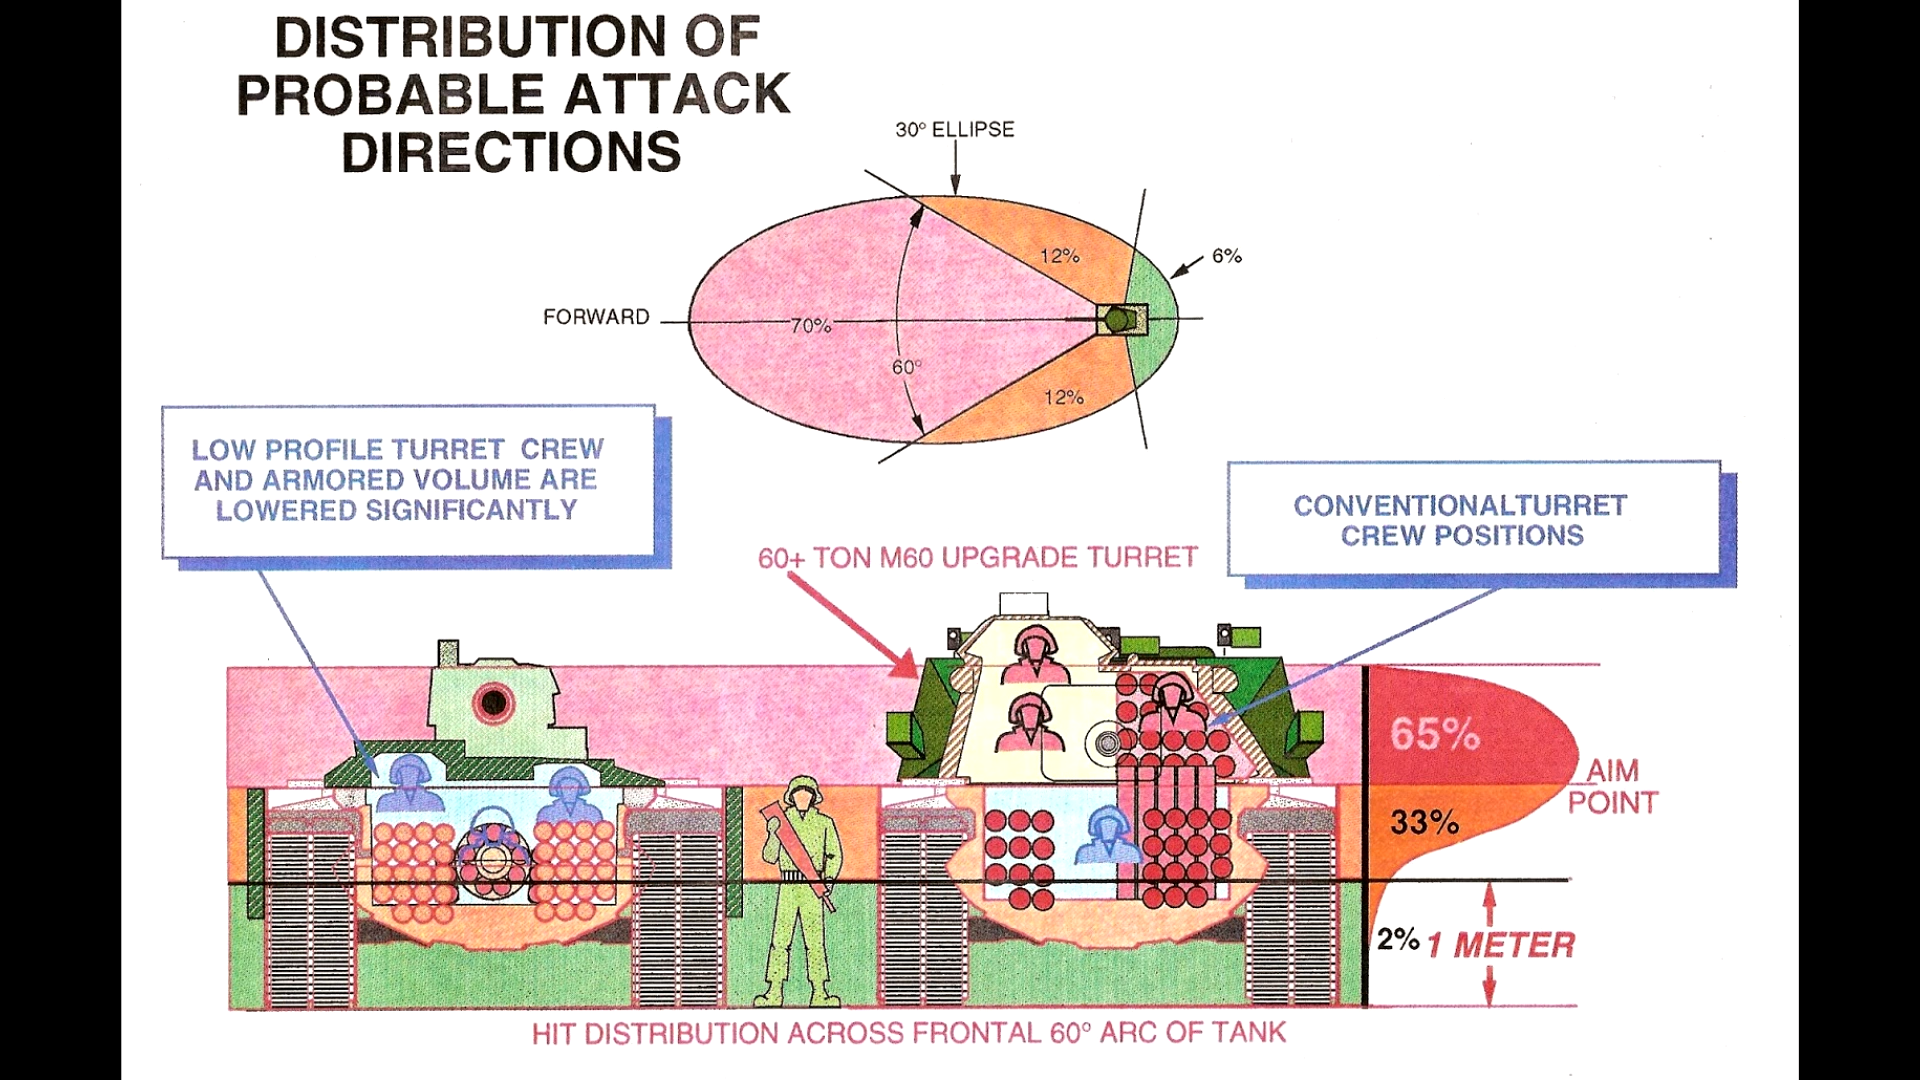 DISTRIBUTION OF
PROBABLE ATTACK
DIRECTIONS
30° ELLIPSE
12%
6%
FORWARD
70%
60°
12%
LOW PROFILE TURRET CREW
AND ARMORED VOLUME ARE
LOWERED SIGNIFICANTLY
CONVENTIONALTURRET
CREW POSITIONS
60+ TON M60 UPGRADE TURRET
65%
AIM
POINT
33%
2%
1 METER
HIT DISTRIBUTION ACROSS FRONTAL 60° ARC OF TANK